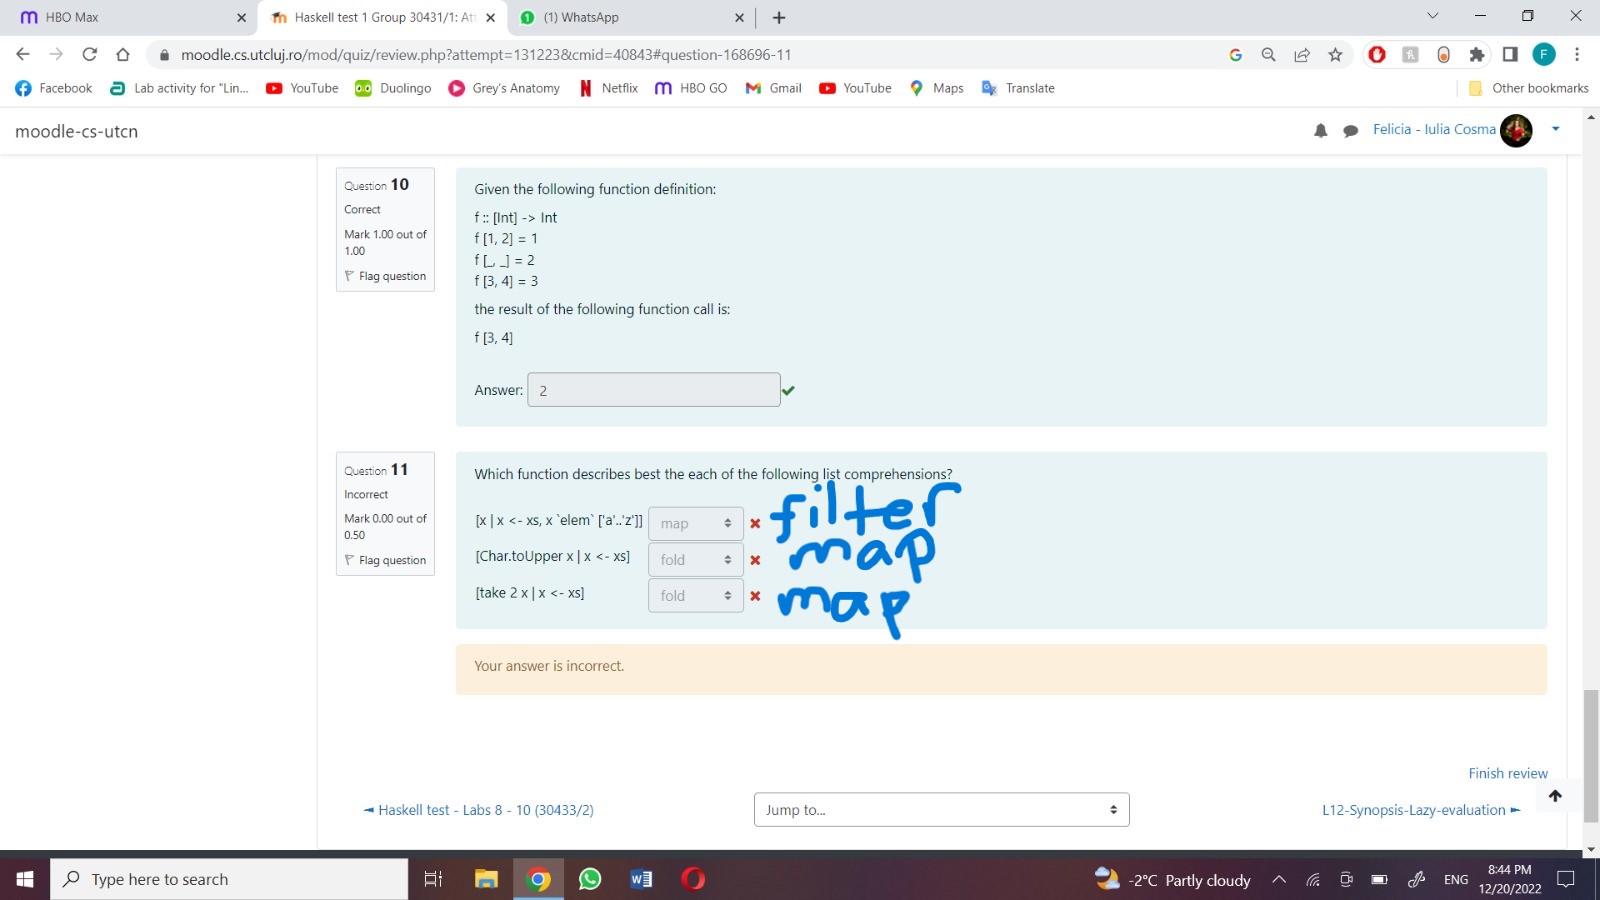 HBO Max
Haskell test 1 Group 30431/1: At
(1) WhatsApp
moodle.cs.utcluj.ro/mod/quiz/review.php?attempt=131223&cmid=40843#question-168696-11
F
Facebook
Lab activity for "Lin...
YouTube
Duolingo
Grey's Anatomy
Netflix
HBO GO
Gmail
YouTube
Maps
Translate
Other bookmarks
moodle-cs-utcn
Felicia - Iulia Cosma
Question 10
Correct
Mark 1.00 out of
1.00
Flag question
Given the following function definition:
f :: [Int] -> Int
f [1, 2] = 1
f [_, _] = 2
f [3, 4] = 3
the result of the following function call is:
f [3, 4]
Answer: 2
Question 11
Incorrect
Mark 0.00 out of
0.50
Flag question
Which function describes best the each of the following list comprehensions?
[x | x <- xs, x `elem` ['a'..'z']] map filter
[Char.toUpper x | x <- xs] fold map
[take 2 x | x <- xs] fold map
Your answer is incorrect.
Finish review
◄ Haskell test - Labs 8 - 10 (30433/2)
Jump to...
L12-Synopsis-Lazy-evaluation ►
Type here to search
-2°C Partly cloudy
ENG
8:44 PM
12/20/2022